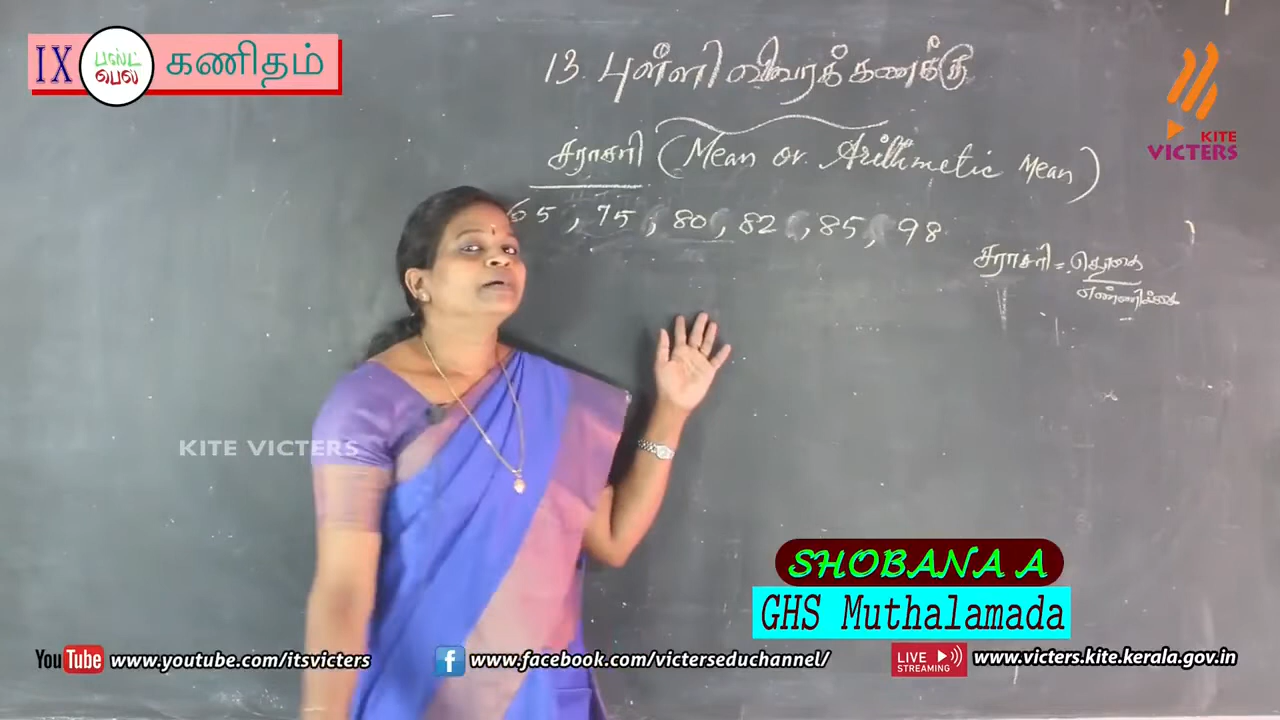 IX பஸ்ட் பெல் கணிதம்
13. புள்ளி விவரக் கணக்கு
KITE VICTERS
சராசரி (Mean or Arithmetic Mean)
65, 75, 80, 82, 85, 98
சராசரி = தொகை
எண்ணிக்கை
KITE VICTERS
SHOBANA A
GHS Muthalamada
YouTube www.youtube.com/itsvicters
f www.facebook.com/victerseduchannel/
LIVE STREAMING www.victers.kite.kerala.gov.in